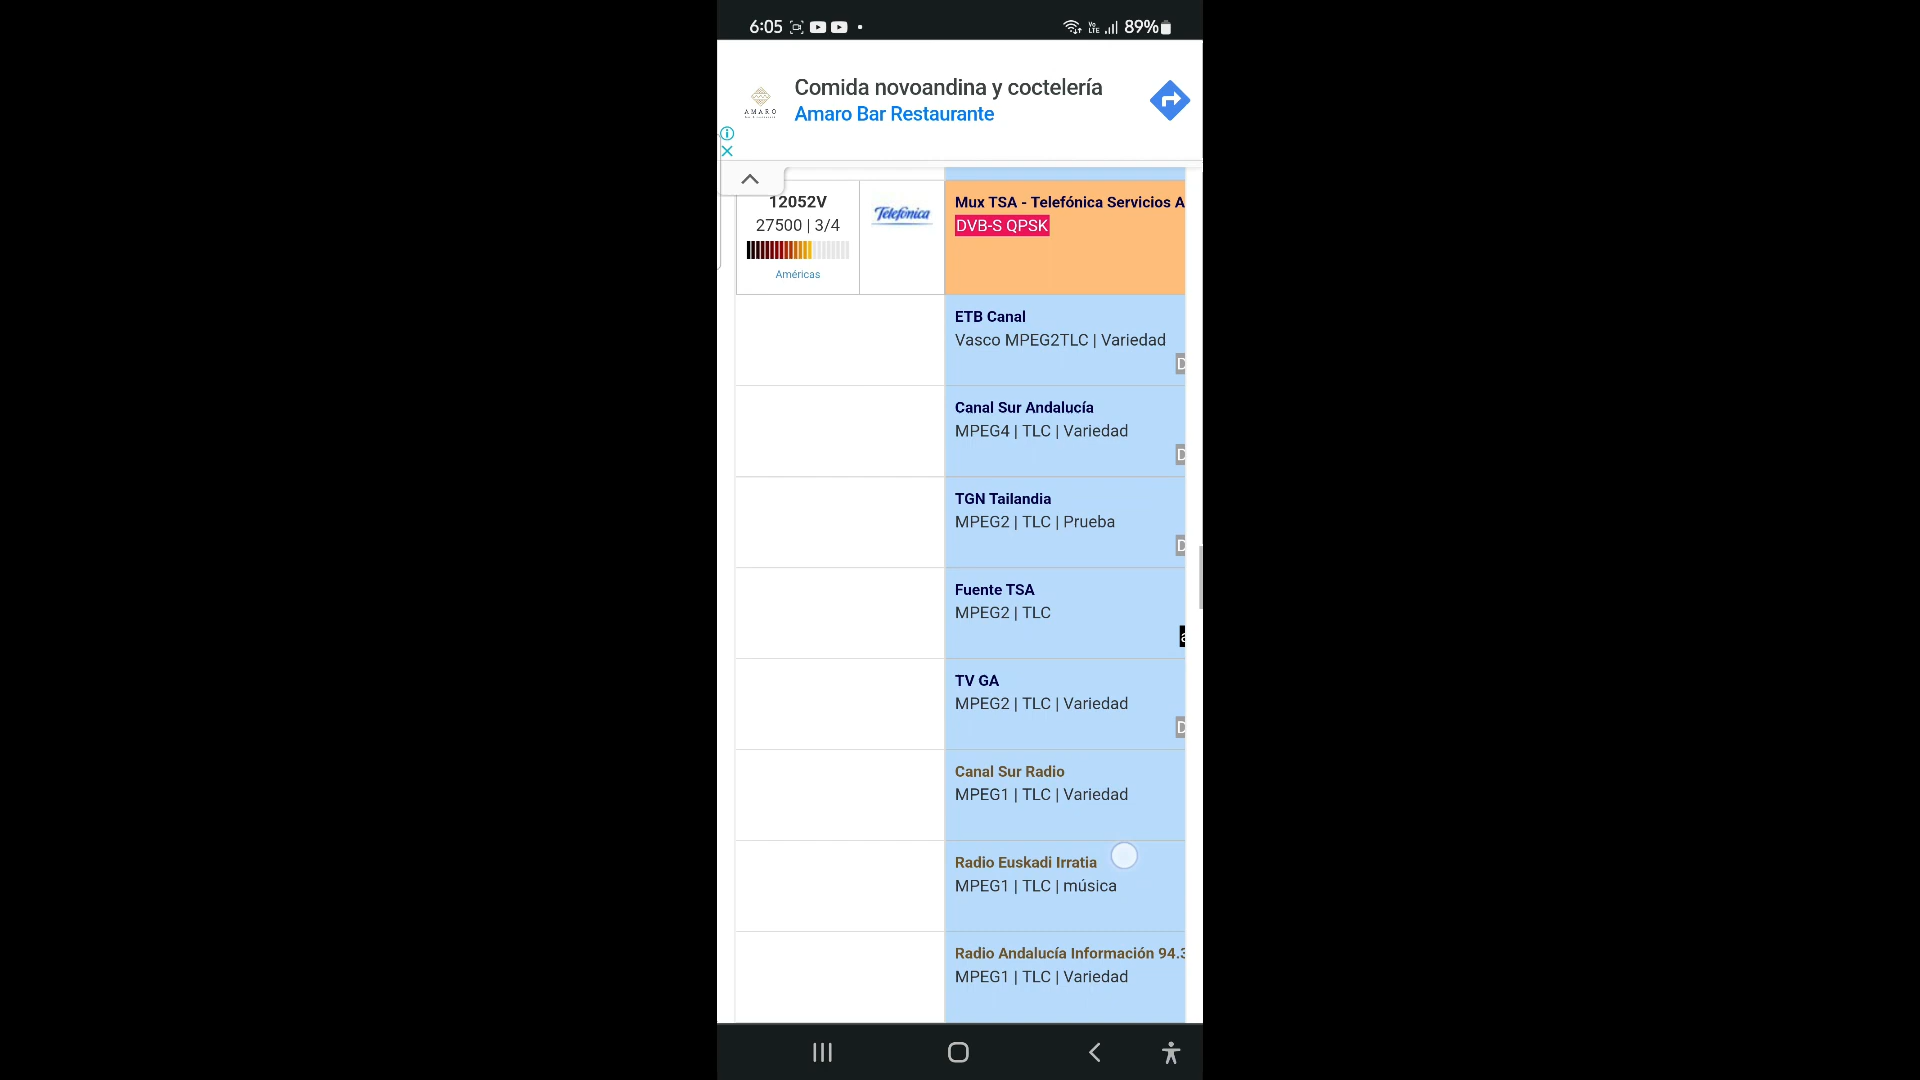 6:05
89%
Comida novoandina y coctelería
Amaro Bar Restaurante
AMARO
12052V
27500 | 3/4
Américas
Telefónica
Mux TSA - Telefónica Servicios A
DVB-S QPSK
ETB Canal
Vasco MPEG2TLC | Variedad
D
Canal Sur Andalucía
MPEG4 | TLC | Variedad
D
TGN Tailandia
MPEG2 | TLC | Prueba
D
Fuente TSA
MPEG2 | TLC
TV GA
MPEG2 | TLC | Variedad
D
Canal Sur Radio
MPEG1 | TLC | Variedad
Radio Euskadi Irratia
MPEG1 | TLC | música
Radio Andalucía Información 94.3
MPEG1 | TLC | Variedad